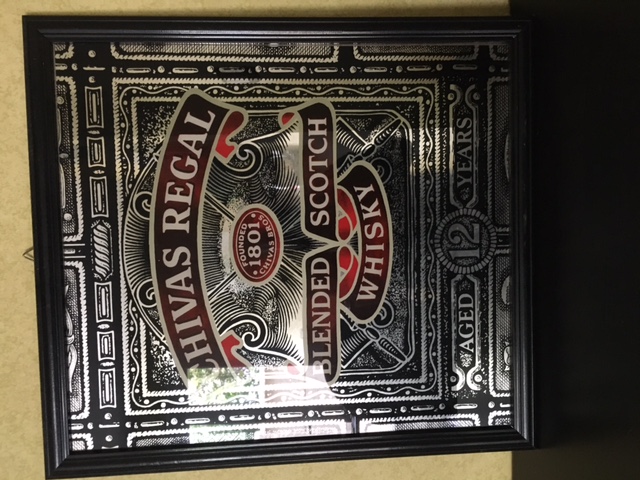 CHIVAS REGAL
FOUNDED
1801
CHIVAS BROS
BLENDED SCOTCH
WHISKY
AGED 12 YEARS